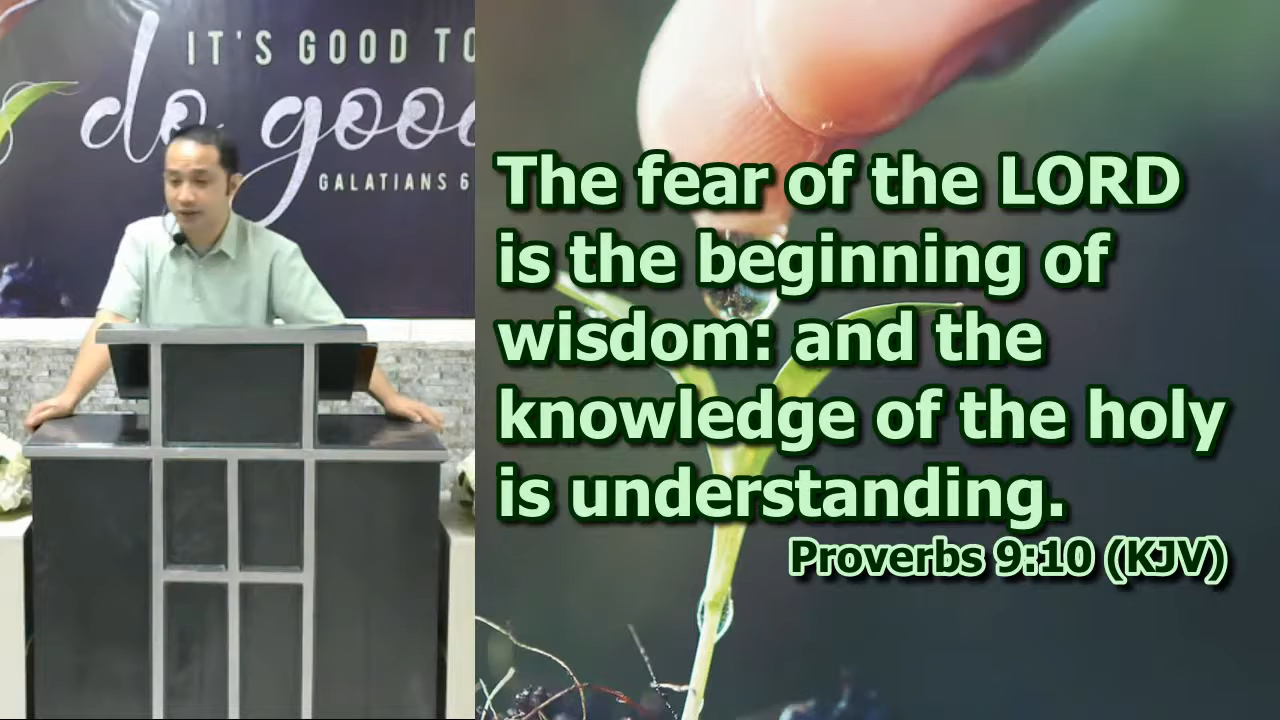 IT'S GOOD TO
do good
GALATIANS 6
The fear of the LORD
is the beginning of
wisdom: and the
knowledge of the holy
is understanding.
Proverbs 9:10 (KJV)